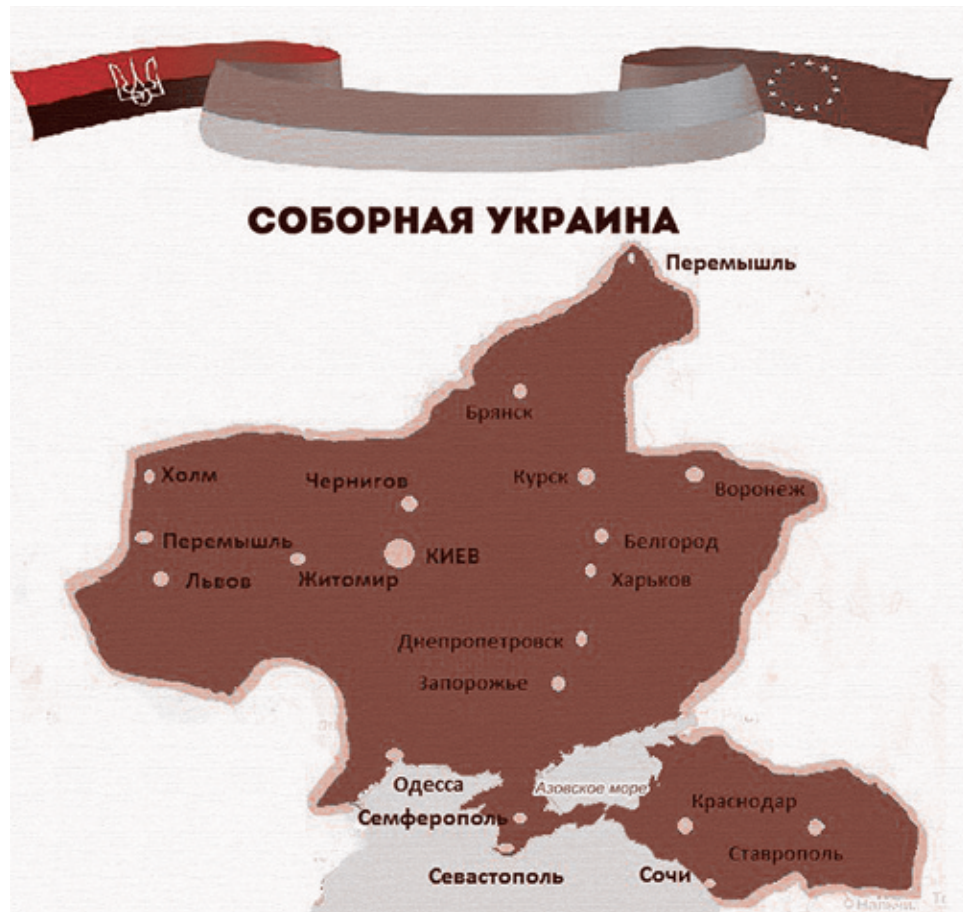 СОБОРНАЯ УКРАИНА
Перемышль
Брянск
Холм
Чернигов
Курск
Воронеж
Перемышль
Житомир
КИЕВ
Белгород
Львов
Харьков
Днепропетровск
Запорожье
Одесса
Азовское море
Семферополь
Краснодар
Севастополь
Сочи
Ставрополь